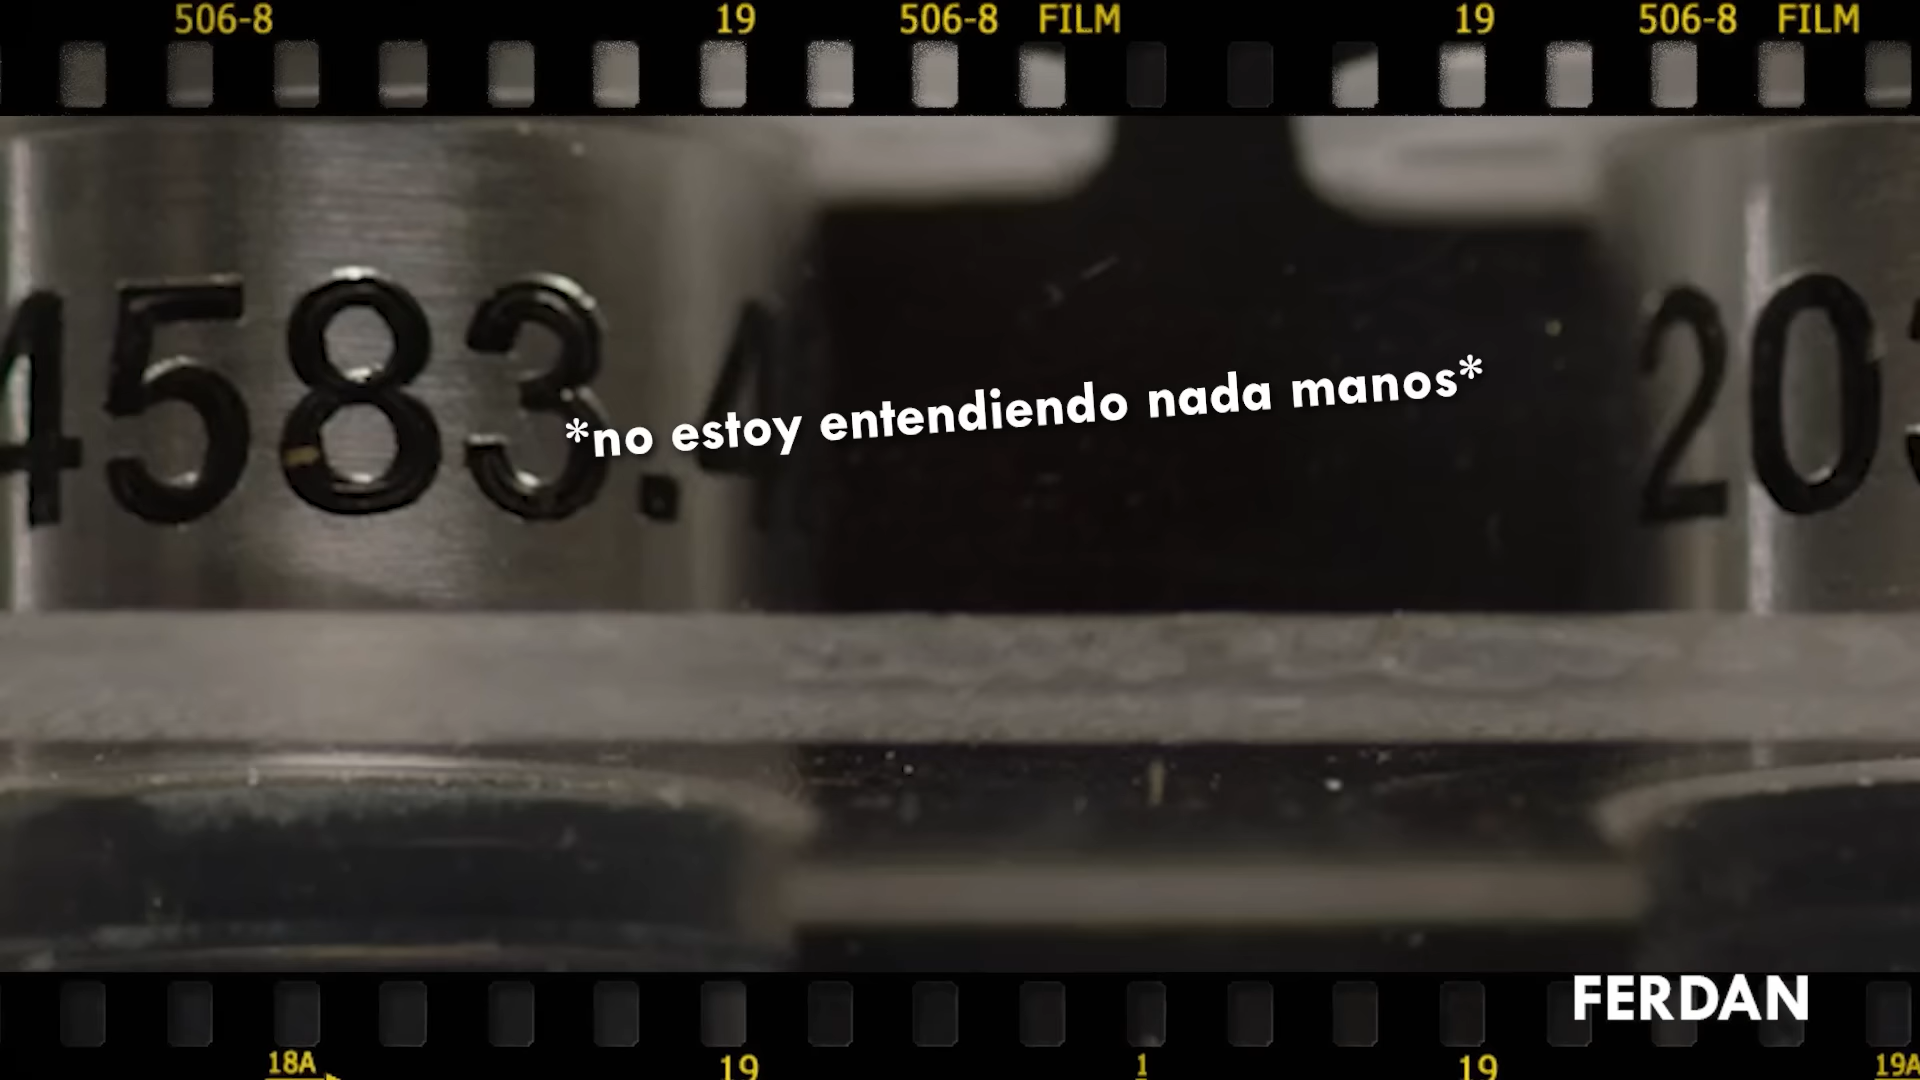 506-8 19 506-8 FILM 19 506-8 FILM
4583.4
20
*no estoy entendiendo nada manos*
FERDAN
18A 19 1 19 19A